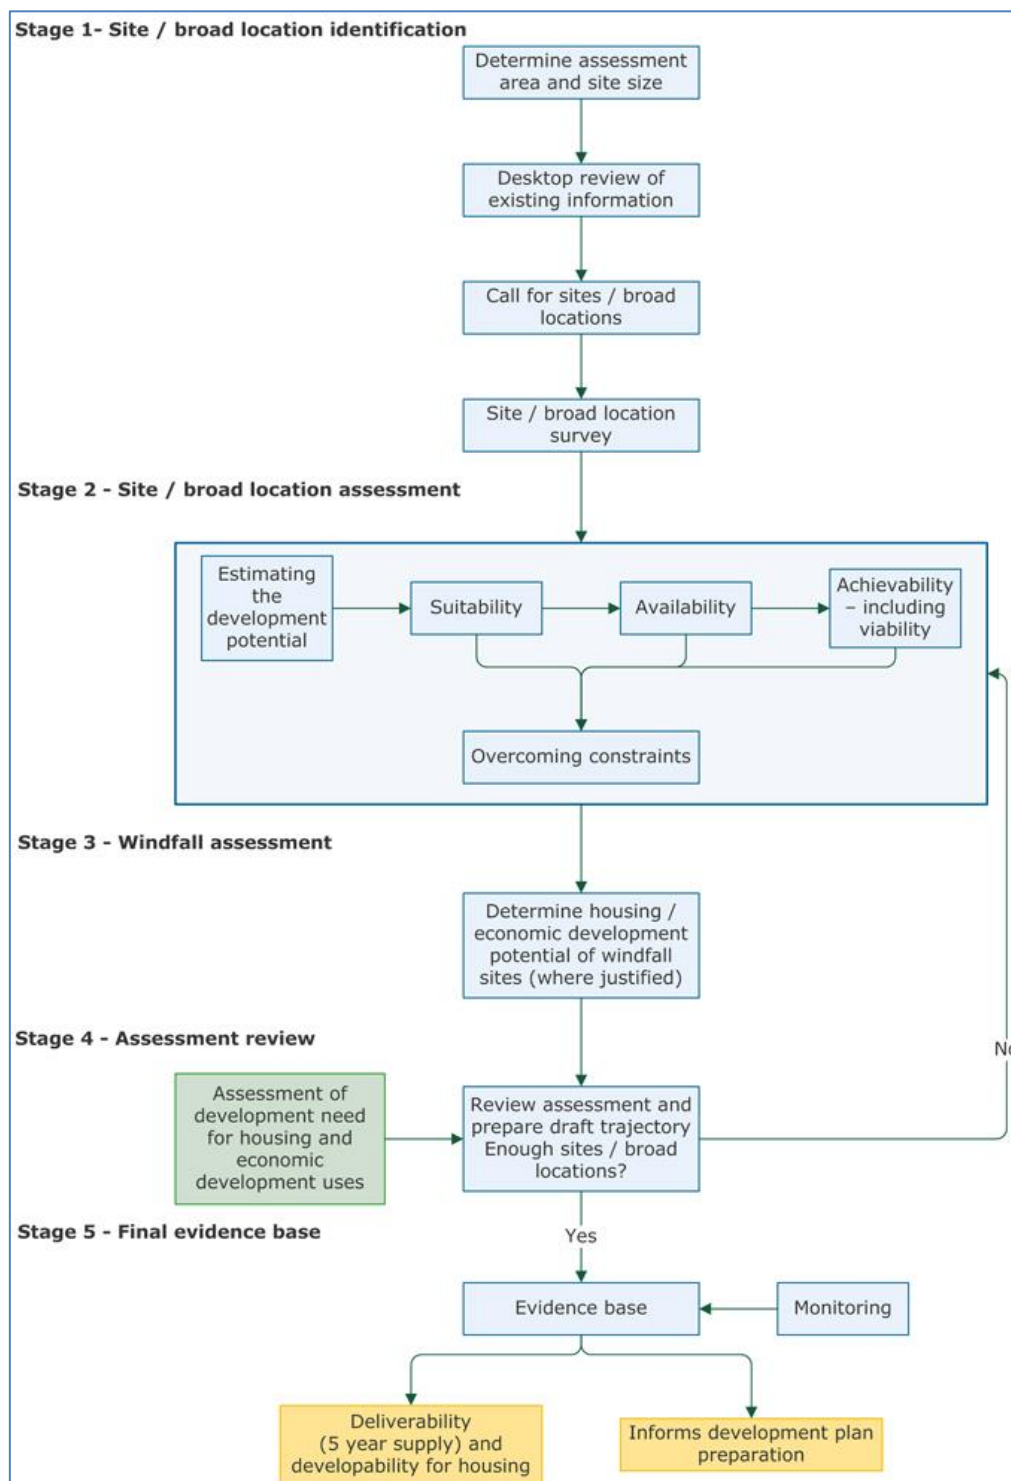 Stage 1- Site / broad location identification
Determine assessment
area and site size
Desktop review of
existing information
Call for sites / broad
locations
Site / broad location
survey
Stage 2 - Site / broad location assessment
Estimating
the
development
potential
Suitability
Availability
Achievability
– including
viability
Overcoming constraints
Stage 3 - Windfall assessment
Determine housing /
economic development
potential of windfall
sites (where justified)
Stage 4 - Assessment review
No
Assessment of
development need
for housing and
economic
development uses
Review assessment and
prepare draft trajectory
Enough sites / broad
locations?
Stage 5 - Final evidence base
Yes
Evidence base
Monitoring
Deliverability
(5 year supply) and
developability for housing
Informs development plan
preparation